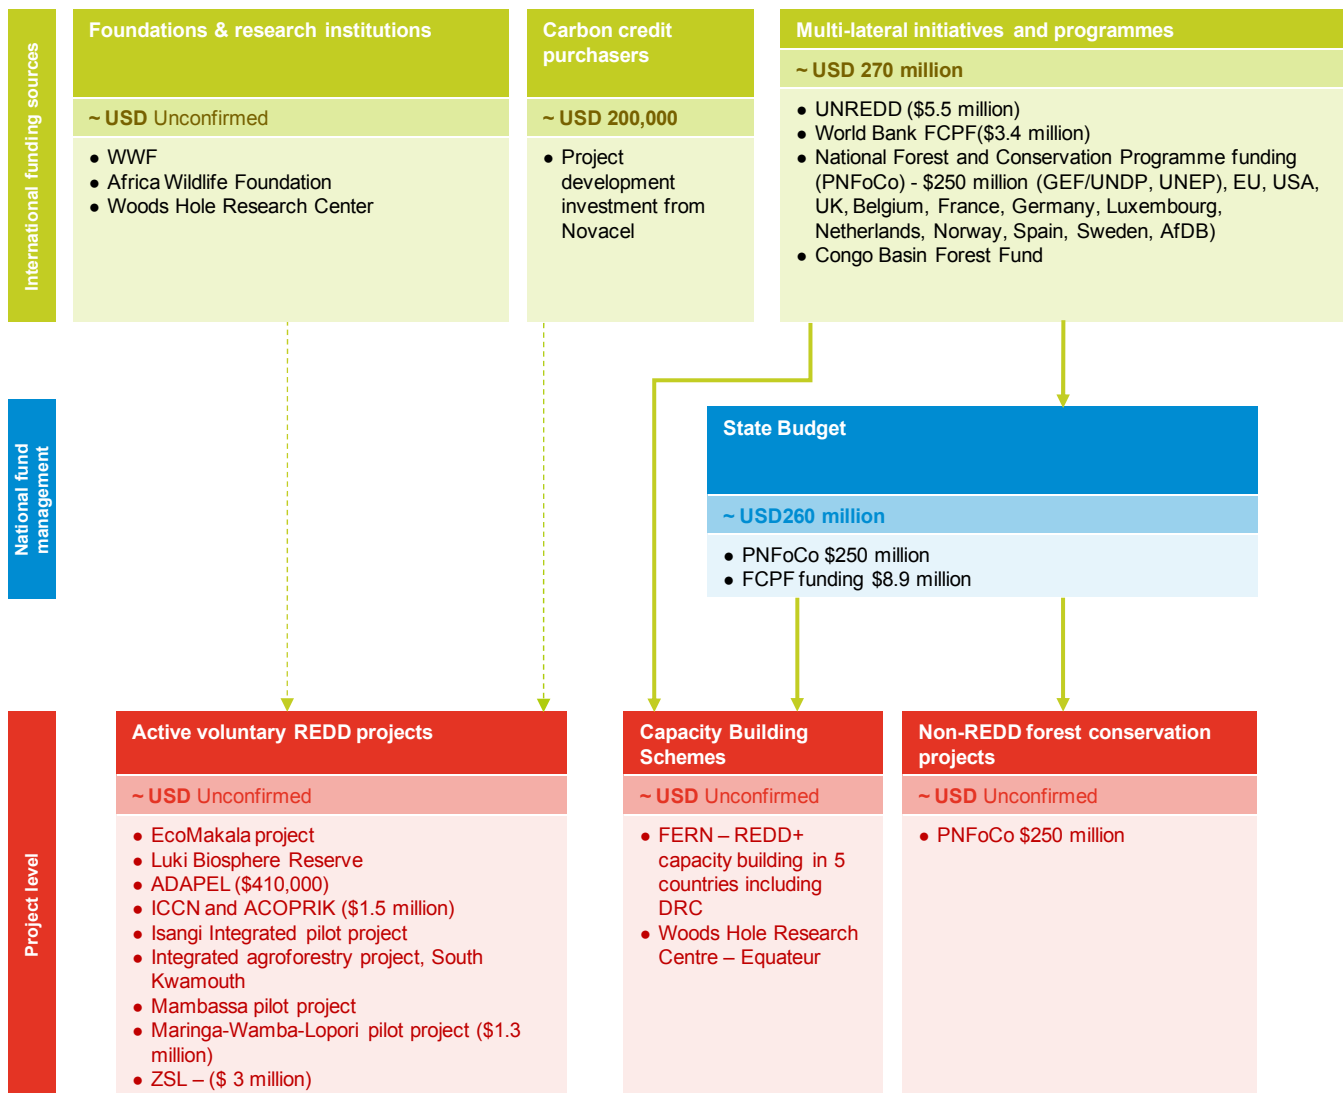 International funding sources
Foundations & research institutions
~ USD Unconfirmed
● WWF
● Africa Wildlife Foundation
● Woods Hole Research Center
Carbon credit
purchasers
~ USD 200,000
● Project
development
investment from
Novacel
Multi-lateral initiatives and programmes
~ USD 270 million
● UNREDD ($5.5 million)
● World Bank FCPF($3.4 million)
● National Forest and Conservation Programme funding
(PNFoCo) - $250 million (GEF/UNDP, UNEP), EU, USA,
UK, Belgium, France, Germany, Luxembourg,
Netherlands, Norway, Spain, Sweden, AfDB)
● Congo Basin Forest Fund
National fund
management
State Budget
~ USD260 million
● PNFoCo $250 million
● FCPF funding $8.9 million
Project level
Active voluntary REDD projects
~ USD Unconfirmed
● EcoMakala project
● Luki Biosphere Reserve
● ADAPEL ($410,000)
● ICCN and ACOPRIK ($1.5 million)
● Isangi Integrated pilot project
● Integrated agroforestry project, South
Kwamouth
● Mambassa pilot project
● Maringa-Wamba-Lopori pilot project ($1.3
million)
● ZSL – ($ 3 million)
Capacity Building
Schemes
~ USD Unconfirmed
● FERN – REDD+
capacity building in 5
countries including
DRC
● Woods Hole Research
Centre – Equateur
Non-REDD forest conservation
projects
~ USD Unconfirmed
● PNFoCo $250 million